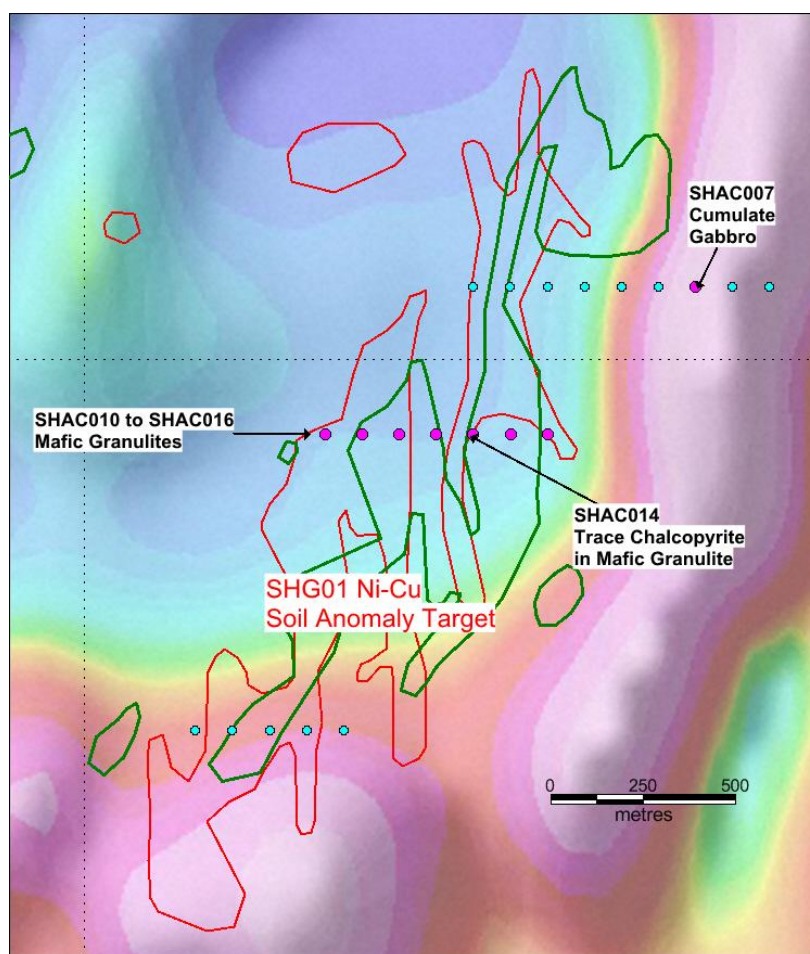 SHAC007
Cumulate
Gabbro
SHAC010 to SHAC016
Mafic Granulites
SHAC014
Trace Chalcopyrite
in Mafic Granulite
SHG01 Ni-Cu
Soil Anomaly Target
0 250 500
metres